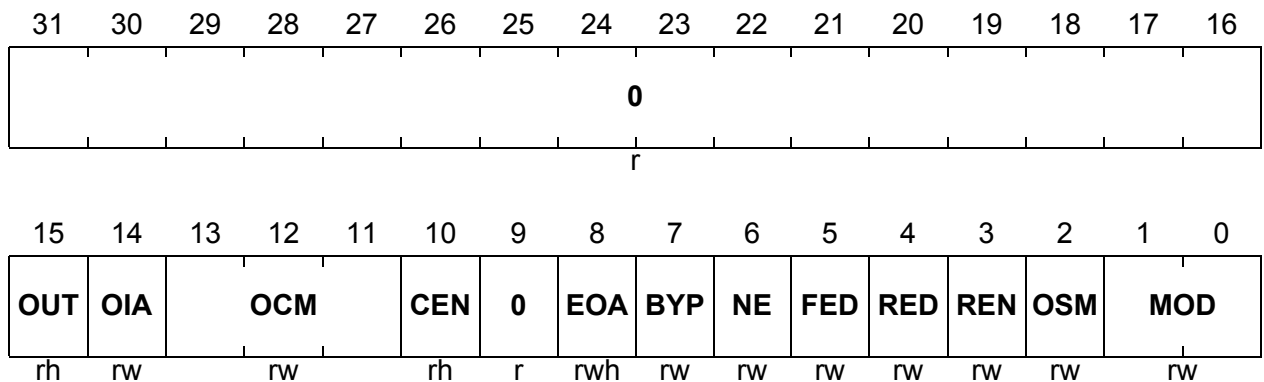 31 30 29 28 27 26 25 24 23 22 21 20 19 18 17 16
0
r
15 14 13 12 11 10 9 8 7 6 5 4 3 2 1 0
OUT OIA OCM CEN 0 EOA BYP NE FED RED REN OSM MOD
rh rw rw rh r rwh rw rw rw rw rw rw rw